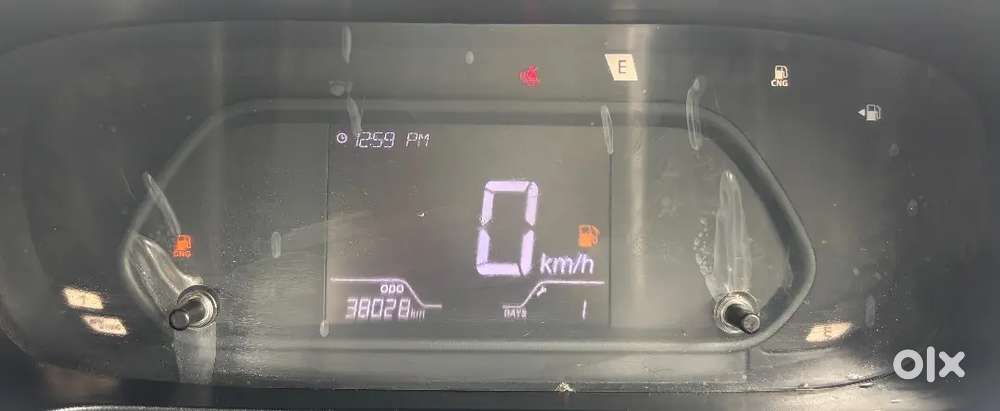 E
CNG
12:59 PM
0
km/h
CNG
ODO
38028 km
DAYS 1
E
olx